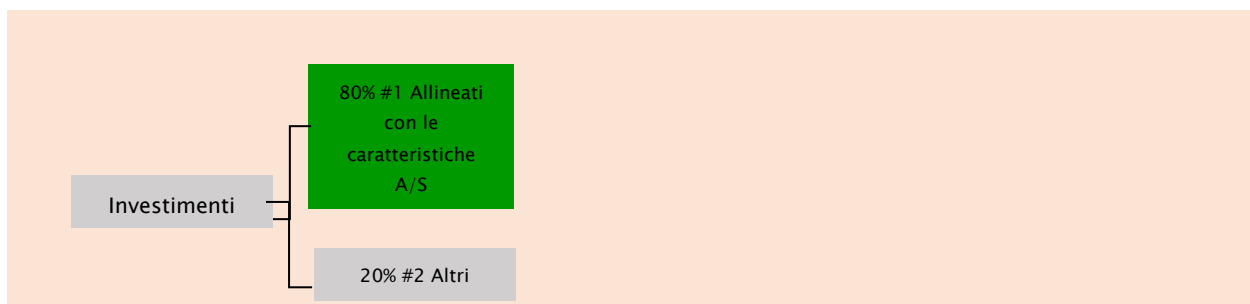 80% #1 Allineati
con le
caratteristiche
A/S
Investimenti
20% #2 Altri